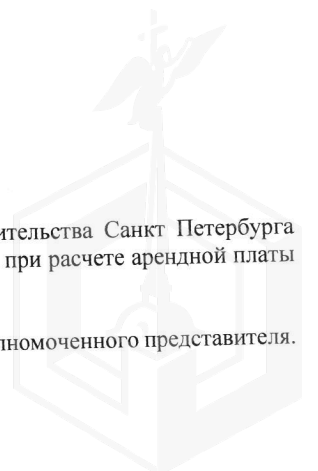 ительства Санкт Петербурга
при расчете арендной платы
лномоченного представителя.